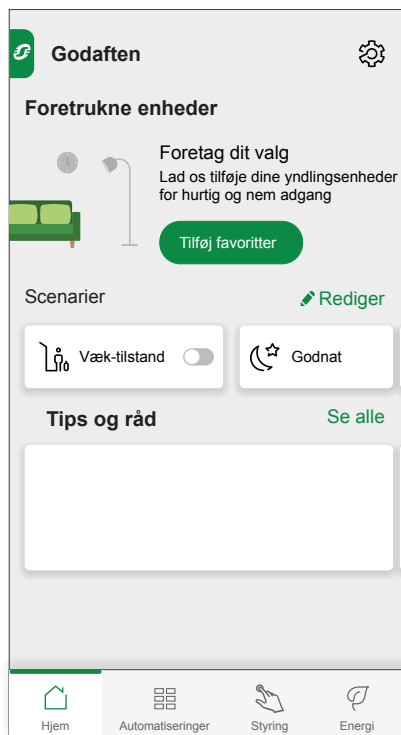 Godaften
Foretrukne enheder
Foretag dit valg
Lad os tilføje dine yndlingsenheder
for hurtig og nem adgang
Tilføj favoritter
Scenarier
Rediger
Væk-tilstand
Godnat
Tips og råd
Se alle
Hjem
Automatiseringer
Styring
Energi